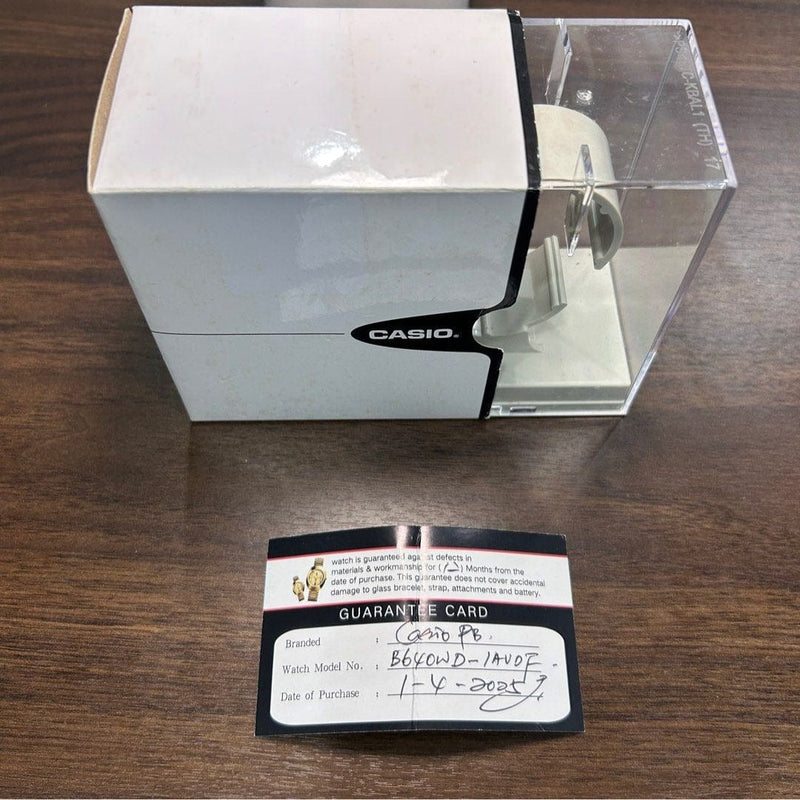 C-KBAL1 (TH)
CASIO
watch is guaranteed against defects in
materials & workmanship for (12) Months from the
date of purchase. This guarantee does not cover accidental
damage to glass bracelet, strap, attachments and battery.
GUARANTEE CARD
Branded : Casio PB.
Watch Model No. : B640WD-1AVDF.
Date of Purchase : 1-4-2025